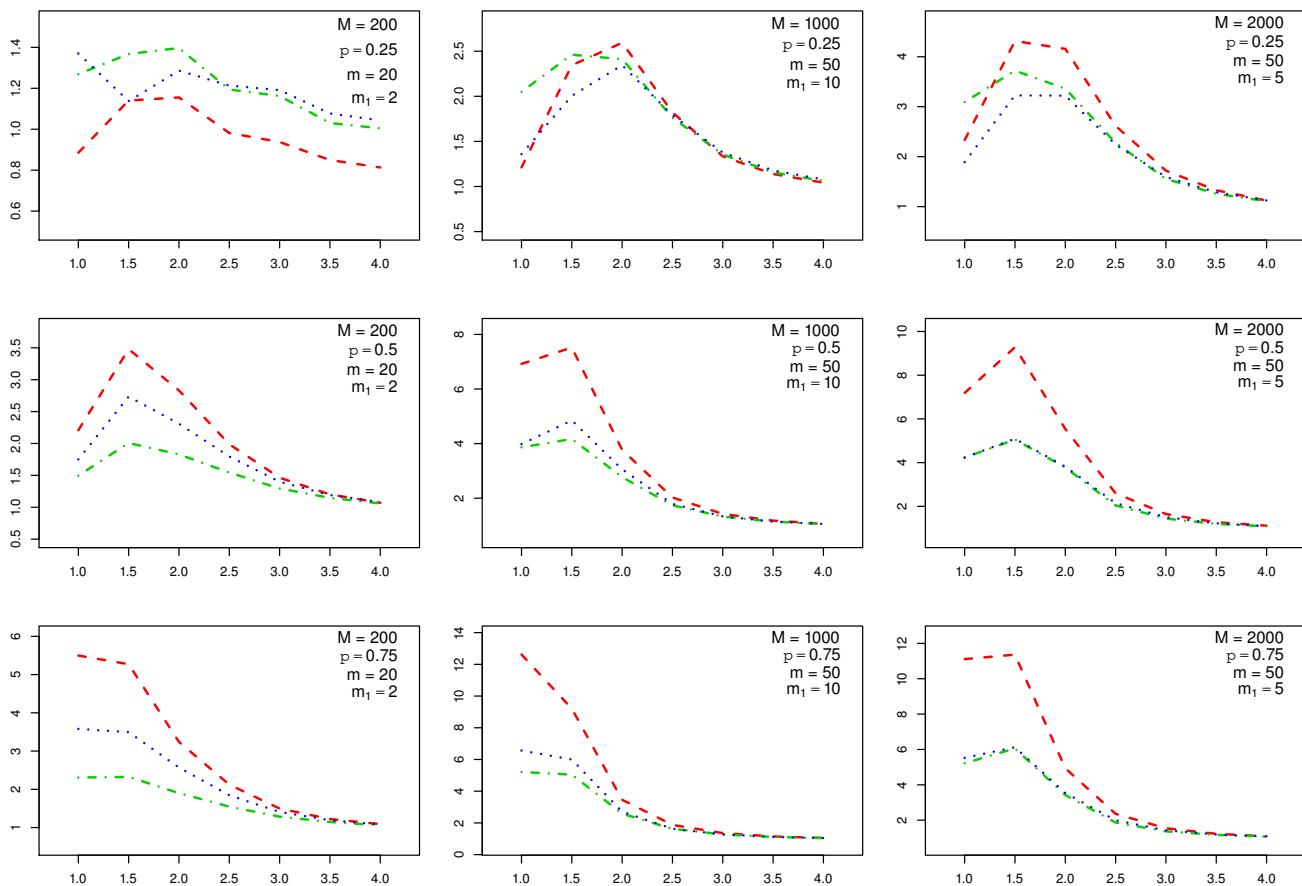 M = 200
p = 0.25
m = 20
m₁ = 2
0.6 0.8 1.0 1.2 1.4
1.0 1.5 2.0 2.5 3.0 3.5 4.0
M = 1000
p = 0.25
m = 50
m₁ = 10
0.5 1.0 1.5 2.0 2.5
1.0 1.5 2.0 2.5 3.0 3.5 4.0
M = 2000
p = 0.25
m = 50
m₁ = 5
1 2 3 4
1.0 1.5 2.0 2.5 3.0 3.5 4.0
M = 200
p = 0.5
m = 20
m₁ = 2
0.5 1.0 1.5 2.0 2.5 3.0 3.5
1.0 1.5 2.0 2.5 3.0 3.5 4.0
M = 1000
p = 0.5
m = 50
m₁ = 10
2 4 6 8
1.0 1.5 2.0 2.5 3.0 3.5 4.0
M = 2000
p = 0.5
m = 50
m₁ = 5
2 4 6 8 10
1.0 1.5 2.0 2.5 3.0 3.5 4.0
M = 200
p = 0.75
m = 20
m₁ = 2
1 2 3 4 5 6
1.0 1.5 2.0 2.5 3.0 3.5 4.0
M = 1000
p = 0.75
m = 50
m₁ = 10
0 2 4 6 8 10 12 14
1.0 1.5 2.0 2.5 3.0 3.5 4.0
M = 2000
p = 0.75
m = 50
m₁ = 5
2 4 6 8 10 12
1.0 1.5 2.0 2.5 3.0 3.5 4.0